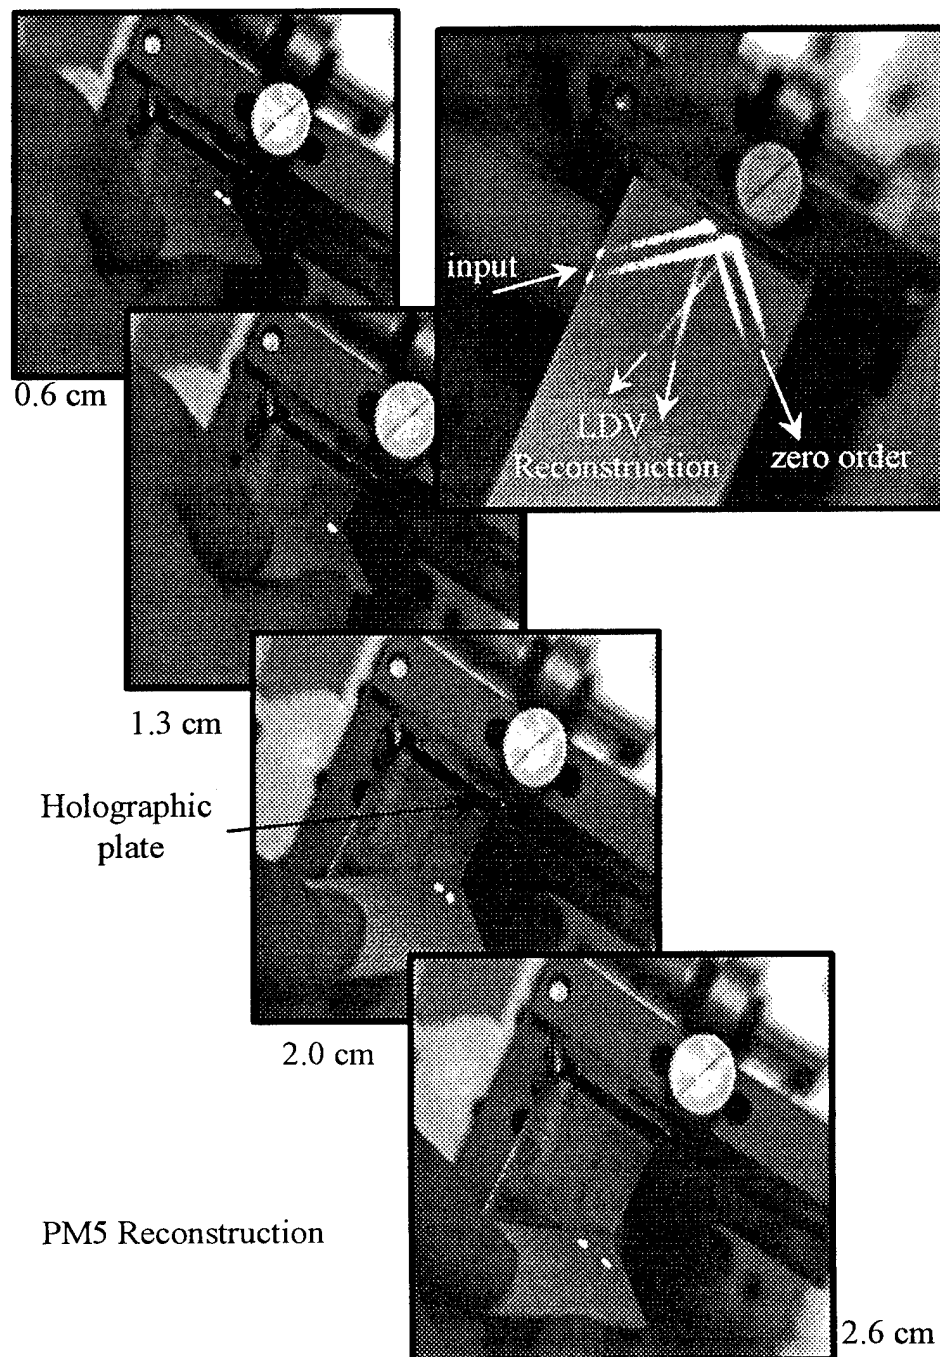 input
LDV
Reconstruction
zero order
0.6 cm
1.3 cm
Holographic
plate
2.0 cm
PM5 Reconstruction
2.6 cm